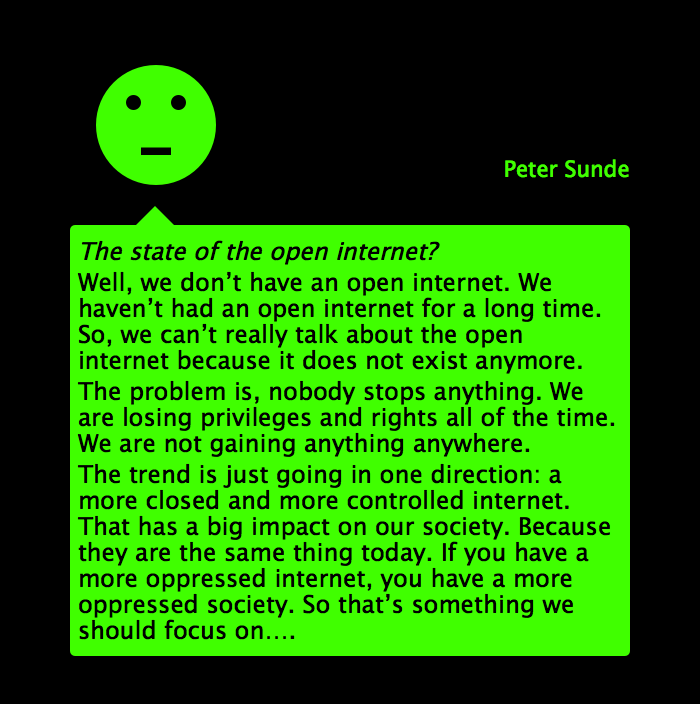 Peter Sunde
The state of the open internet?
Well, we don’t have an open internet. We
haven’t had an open internet for a long time.
So, we can’t really talk about the open
internet because it does not exist anymore.
The problem is, nobody stops anything. We
are losing privileges and rights all of the time.
We are not gaining anything anywhere.
The trend is just going in one direction: a
more closed and more controlled internet.
That has a big impact on our society. Because
they are the same thing today. If you have a
more oppressed internet, you have a more
oppressed society. So that’s something we
should focus on….